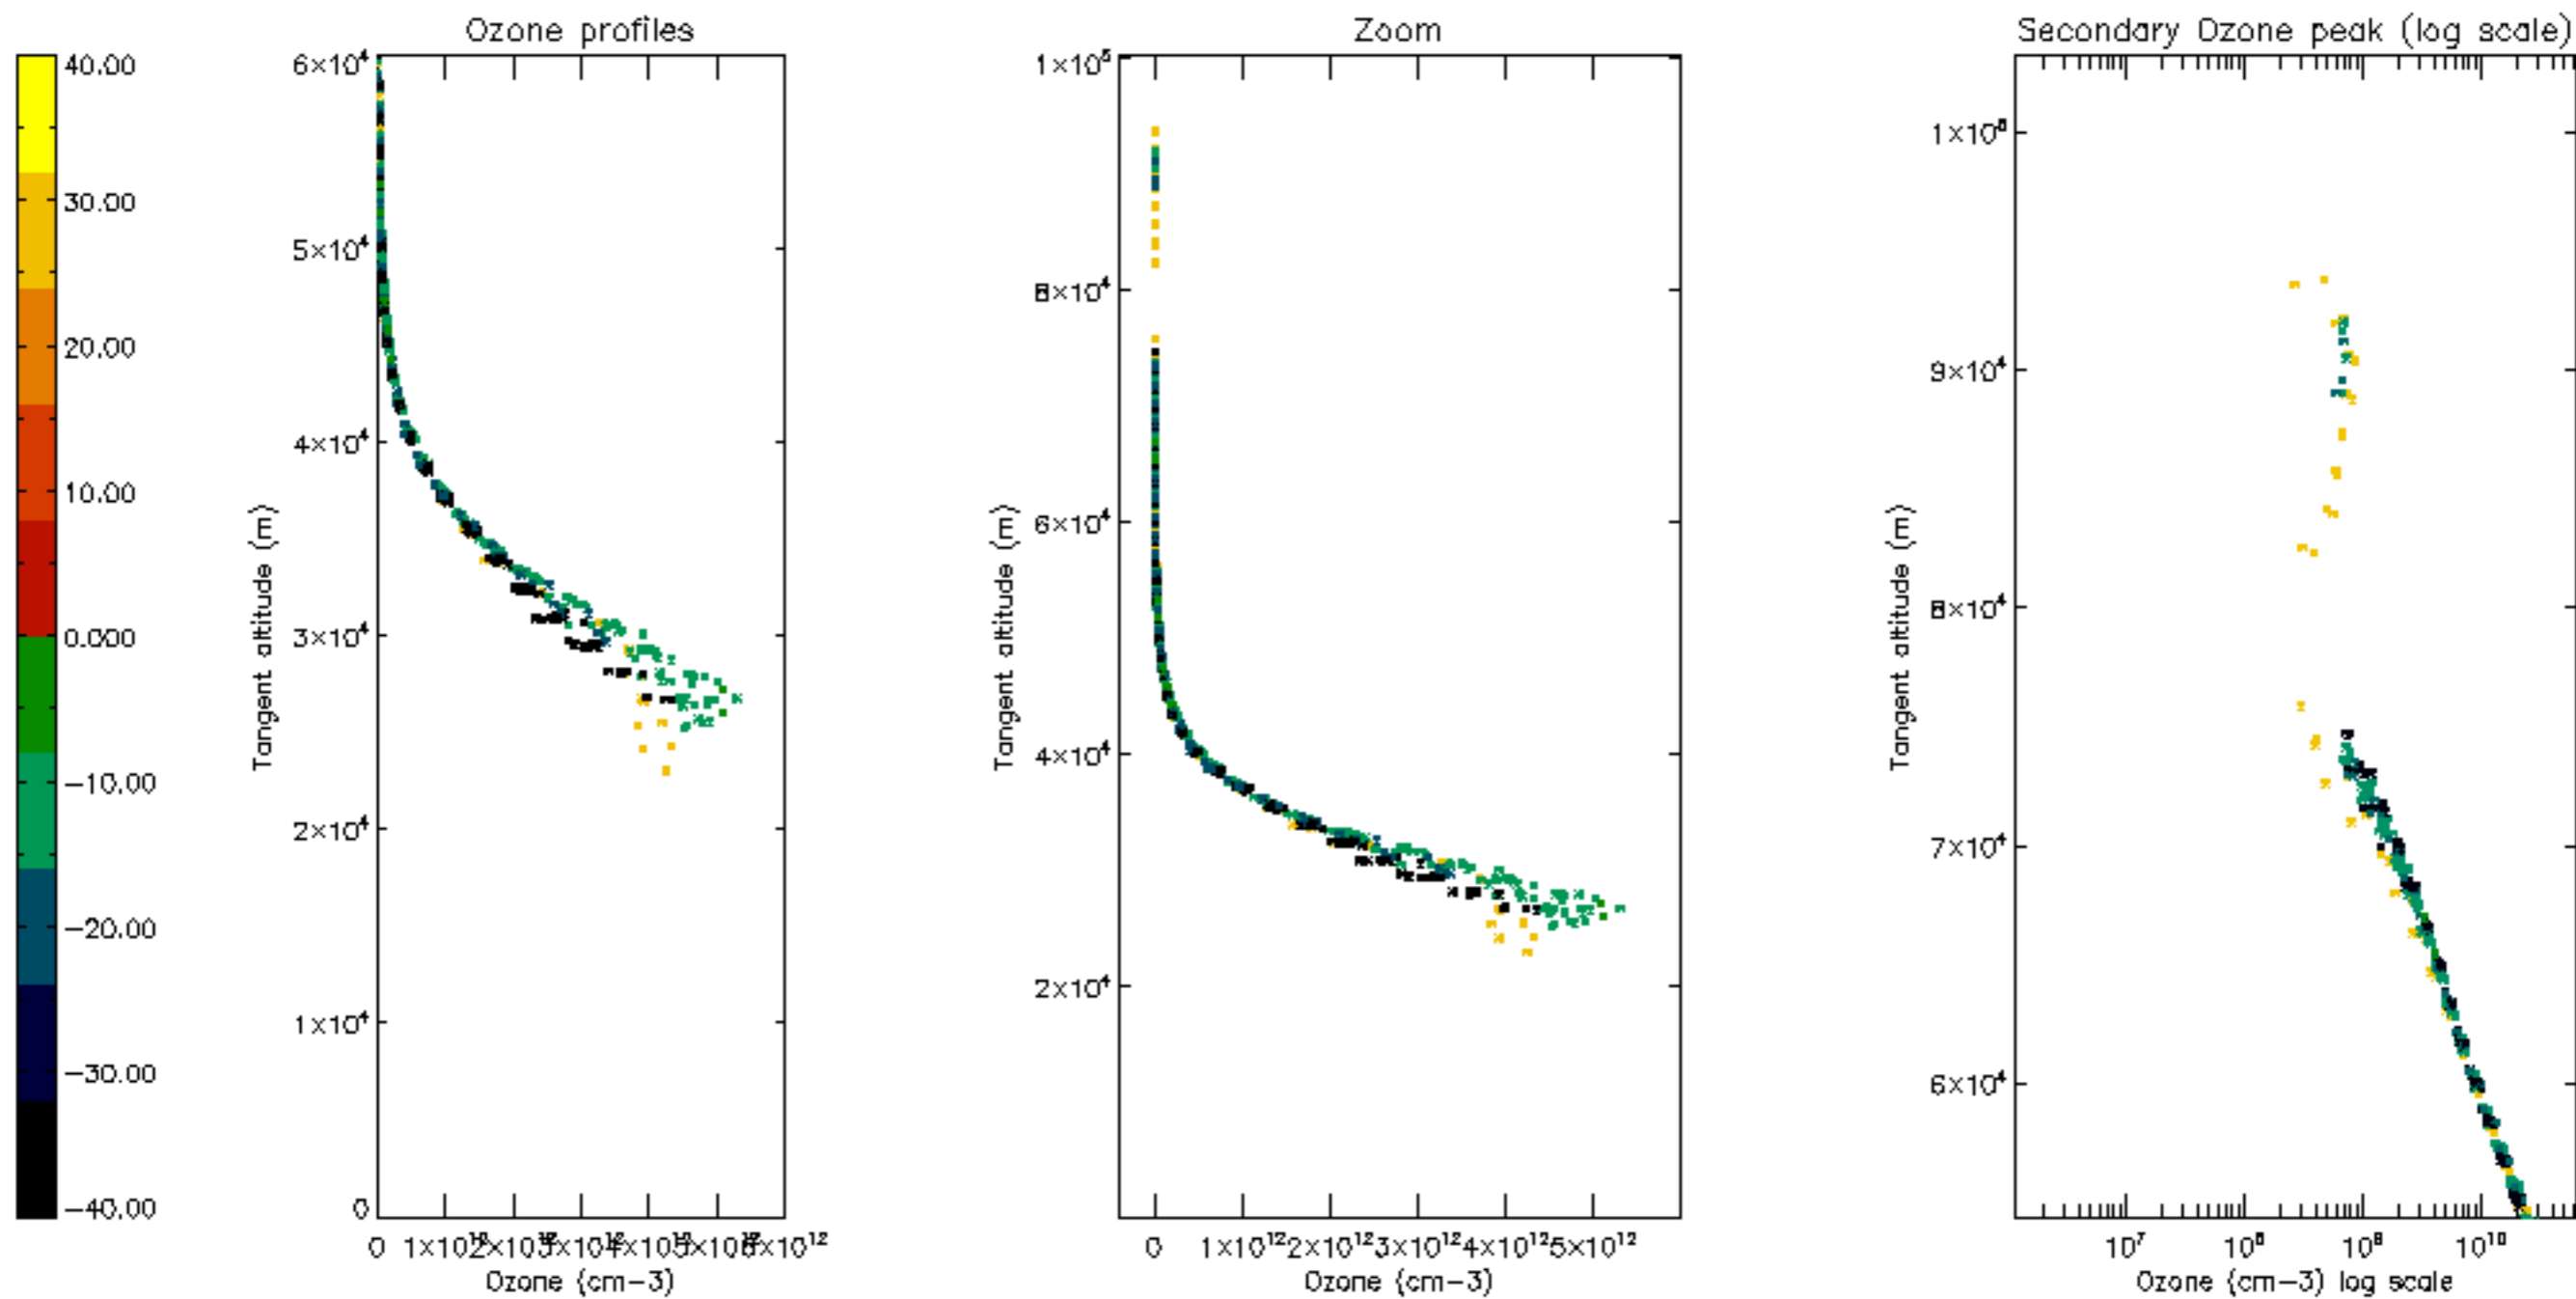 Ozone profiles
Zoom
Secondary Ozone peak (log scale)
40.00
30.00
20.00
10.00
0.000
−10.00
−20.00
−30.00
−40.00
6×10⁴
5×10⁴
4×10⁴
3×10⁴
2×10⁴
1×10⁴
0
Tangent altitude (m)
0
Ozone (cm−3)
1×10⁵
8×10⁴
6×10⁴
4×10⁴
2×10⁴
Tangent altitude (m)
0 1×10¹² 2×10¹² 3×10¹² 4×10¹² 5×10¹²
Ozone (cm−3)
9×10⁴
8×10⁴
7×10⁴
6×10⁴
Tangent altitude (m)
10⁷ 10⁸ 10⁹ 10¹⁰
Ozone (cm−3) log scale